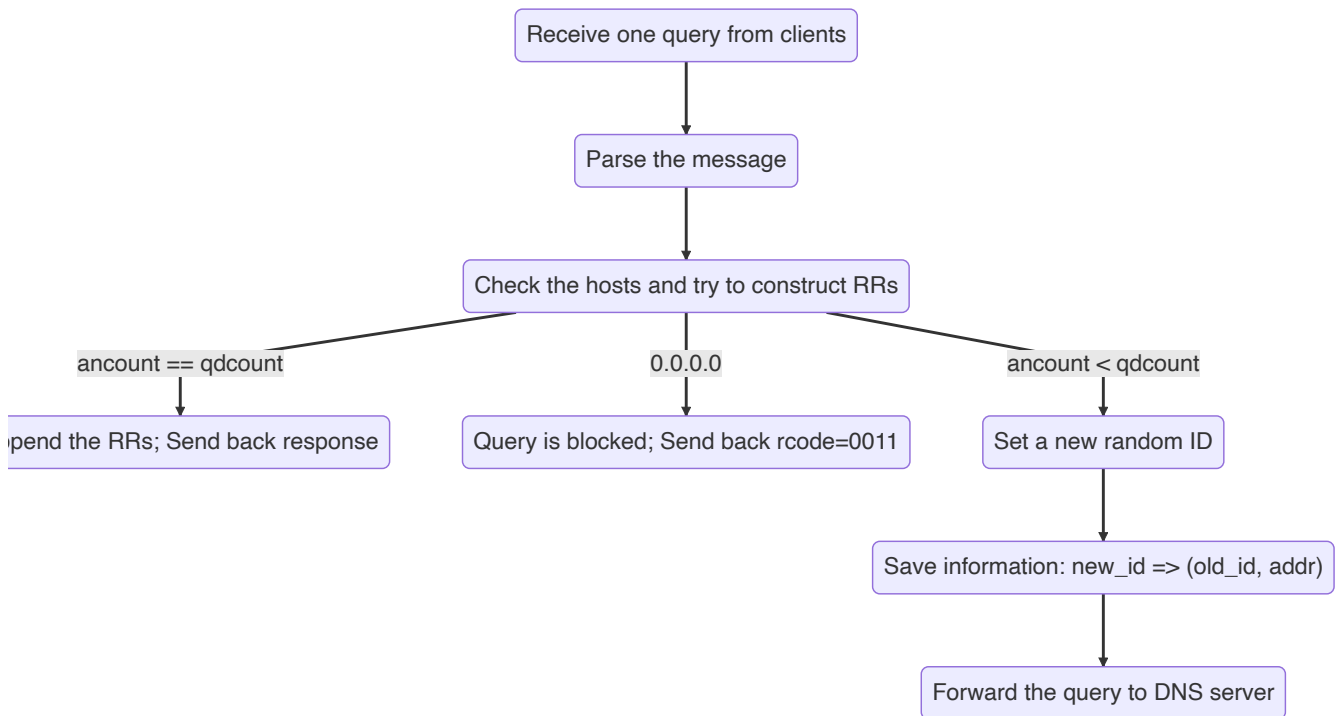 Receive one query from clients
Parse the message
Check the hosts and try to construct RRs
ancount == qdcount
0.0.0.0
ancount < qdcount
the RRs; Send back response
Query is blocked; Send back rcode=0011
Set a new random ID
Save information: new_id => (old_id, addr)
Forward the query to DNS server